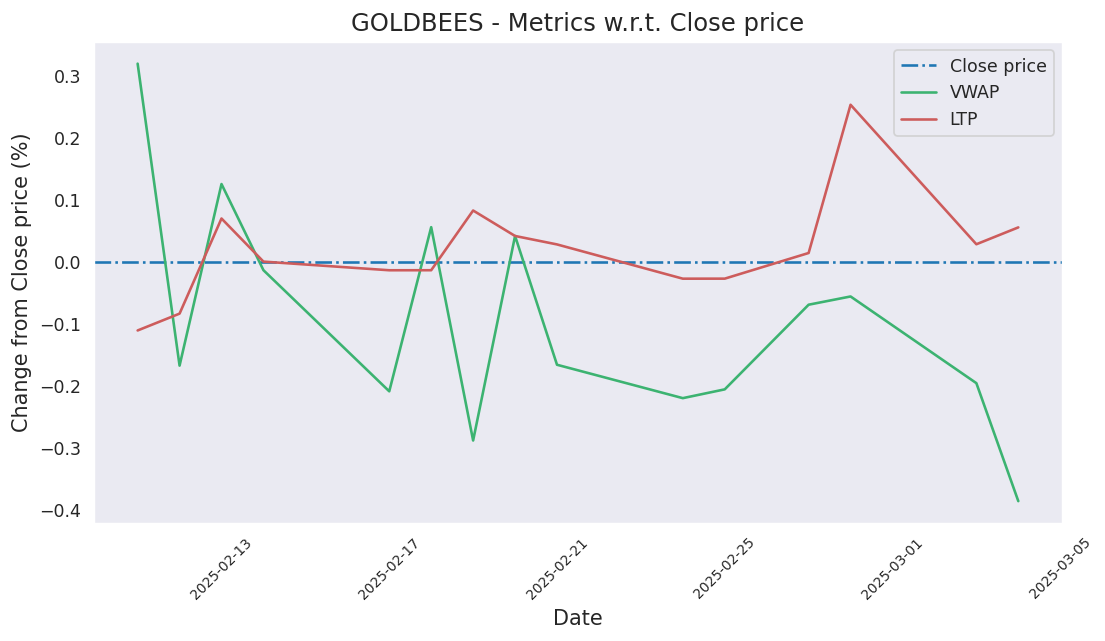 GOLDBEES - Metrics w.r.t. Close price
Close price
VWAP
LTP
Change from Close price (%)
0.3
0.2
0.1
0.0
−0.1
−0.2
−0.3
−0.4
2025-02-13
2025-02-17
2025-02-21
2025-02-25
2025-03-01
2025-03-05
Date